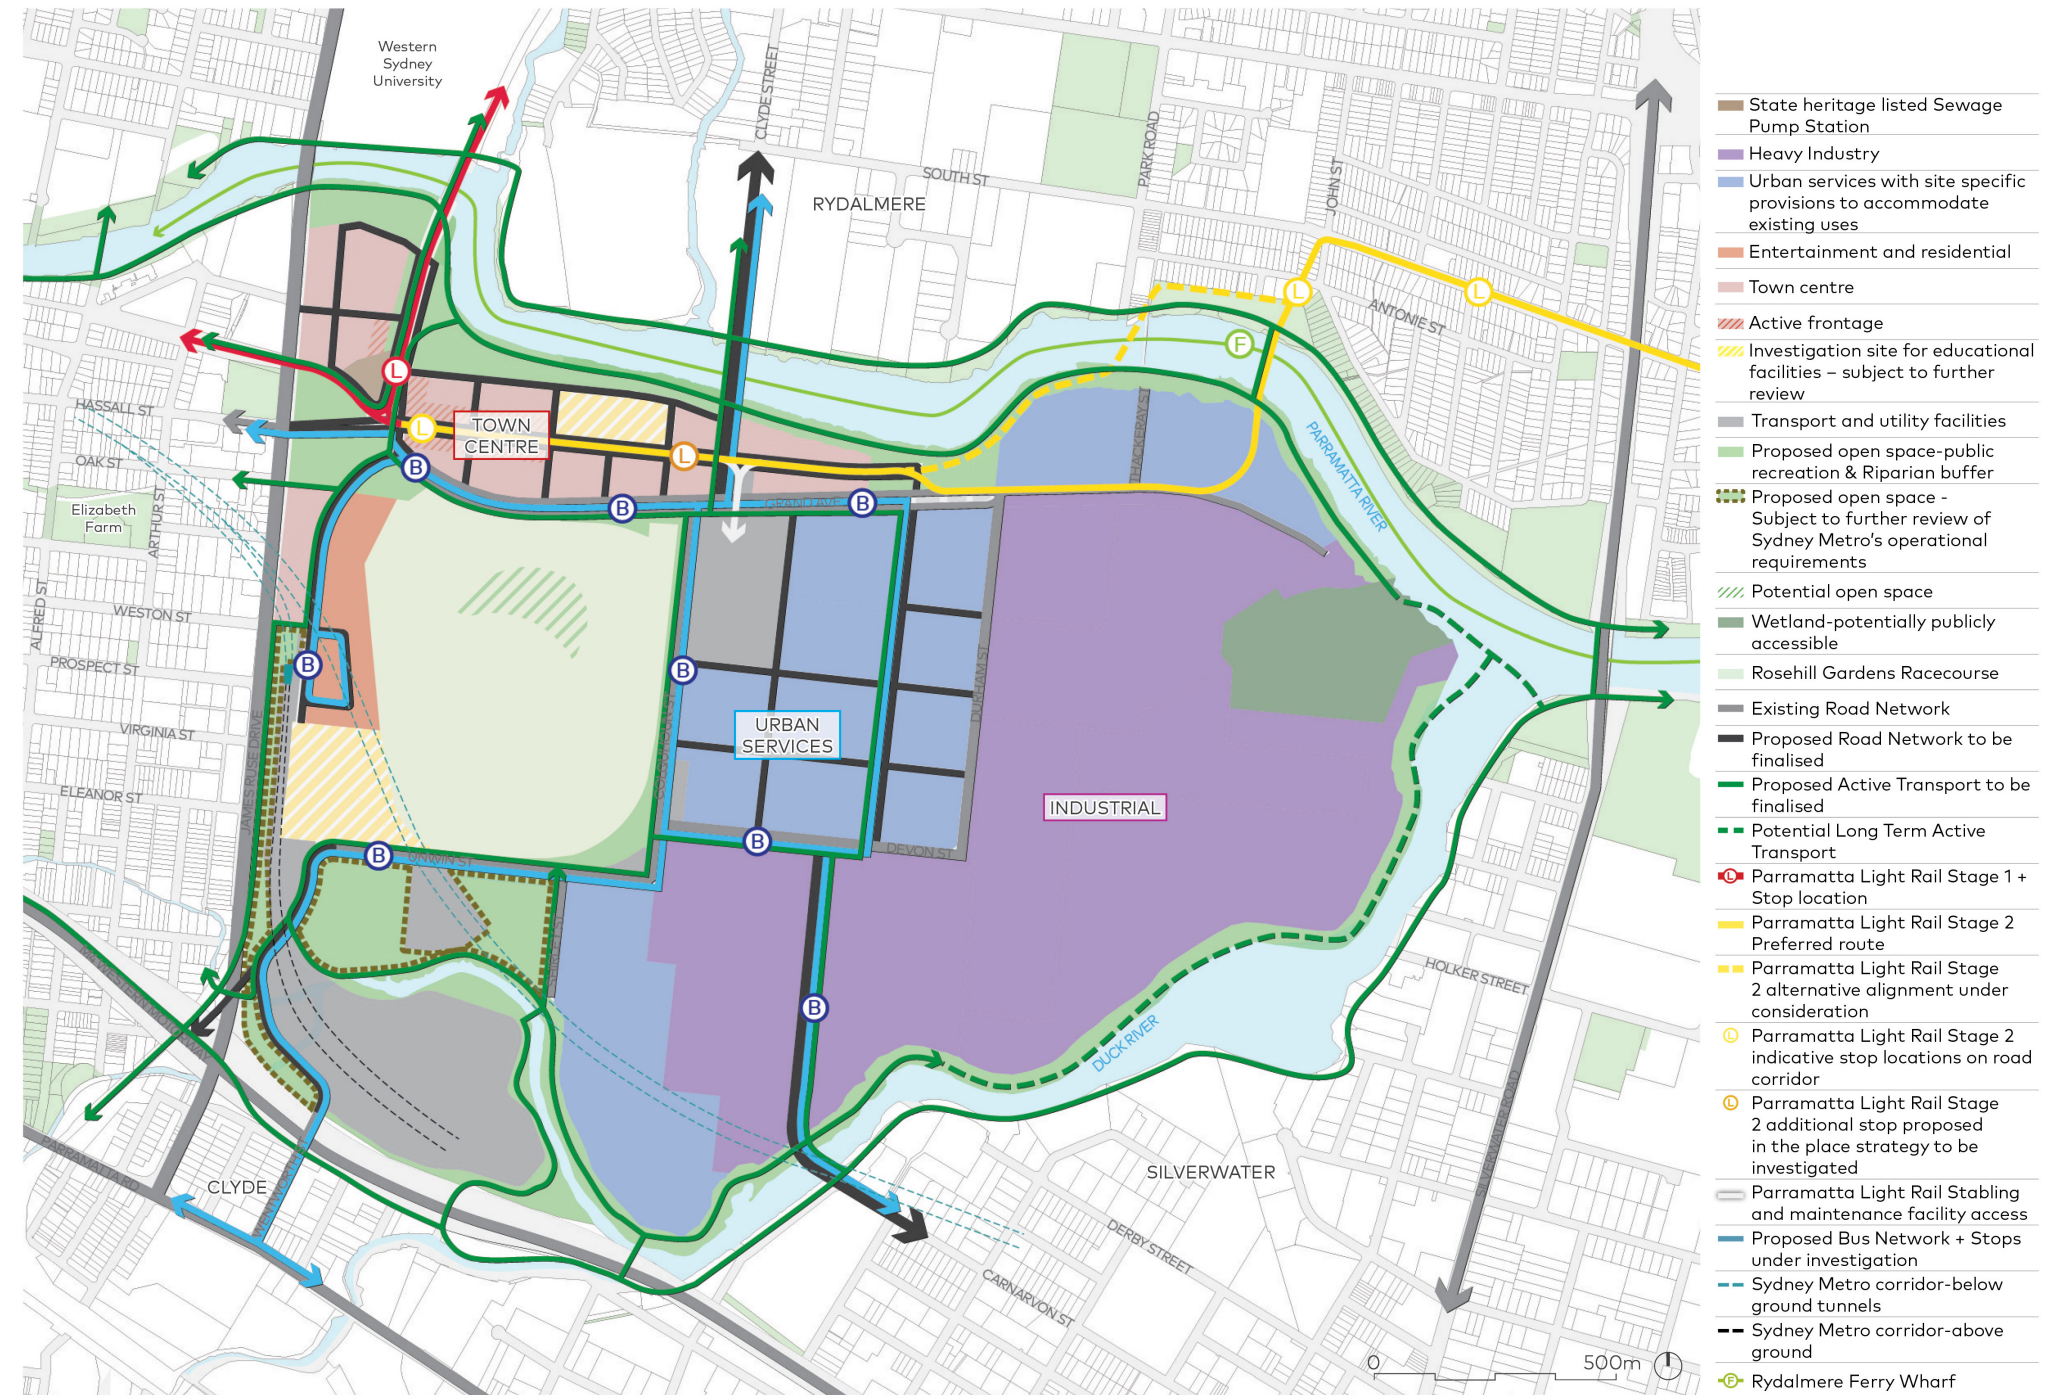 Western
Sydney
University
CLYDE STREET
PARK ROAD
SOUTH ST
JOHN ST
RYDALMERE
ANTONIE ST
L
L
F
L
HASSALL ST
L
TOWN
CENTRE
L
B
OAK ST
THACKERAY ST
PARRAMATTA RIVER
Elizabeth
Farm
ARTHUR ST
B
GRAND AVE
B
ALFRED ST
WESTON ST
PROSPECT ST
B
B
DURHAM ST
VIRGINIA ST
JAMES RUSE DRIVE
COLQUHOUN ST
URBAN
SERVICES
ELEANOR ST
INDUSTRIAL
B
UNWIN ST
B
DEVON ST
SHIRLEY ST
M4 WESTERN MOTORWAY
HOLKER STREET
B
DUCK RIVER
SILVERWATER ROAD
PARRAMATTA RD
CLYDE
WENTWORTH ST
SILVERWATER
DERBY STREET
CARNARVON ST
0
500m
State heritage listed Sewage
Pump Station
Heavy Industry
Urban services with site specific
provisions to accommodate
existing uses
Entertainment and residential
Town centre
Active frontage
Investigation site for educational
facilities – subject to further
review
Transport and utility facilities
Proposed open space-public
recreation & Riparian buffer
Proposed open space -
Subject to further review of
Sydney Metro's operational
requirements
Potential open space
Wetland-potentially publicly
accessible
Rosehill Gardens Racecourse
Existing Road Network
Proposed Road Network to be
finalised
Proposed Active Transport to be
finalised
Potential Long Term Active
Transport
L
Parramatta Light Rail Stage 1 +
Stop location
Parramatta Light Rail Stage 2
Preferred route
Parramatta Light Rail Stage
2 alternative alignment under
consideration
L
Parramatta Light Rail Stage 2
indicative stop locations on road
corridor
L
Parramatta Light Rail Stage
2 additional stop proposed
in the place strategy to be
investigated
Parramatta Light Rail Stabling
and maintenance facility access
Proposed Bus Network + Stops
under investigation
Sydney Metro corridor-below
ground tunnels
Sydney Metro corridor-above
ground
F
Rydalmere Ferry Wharf